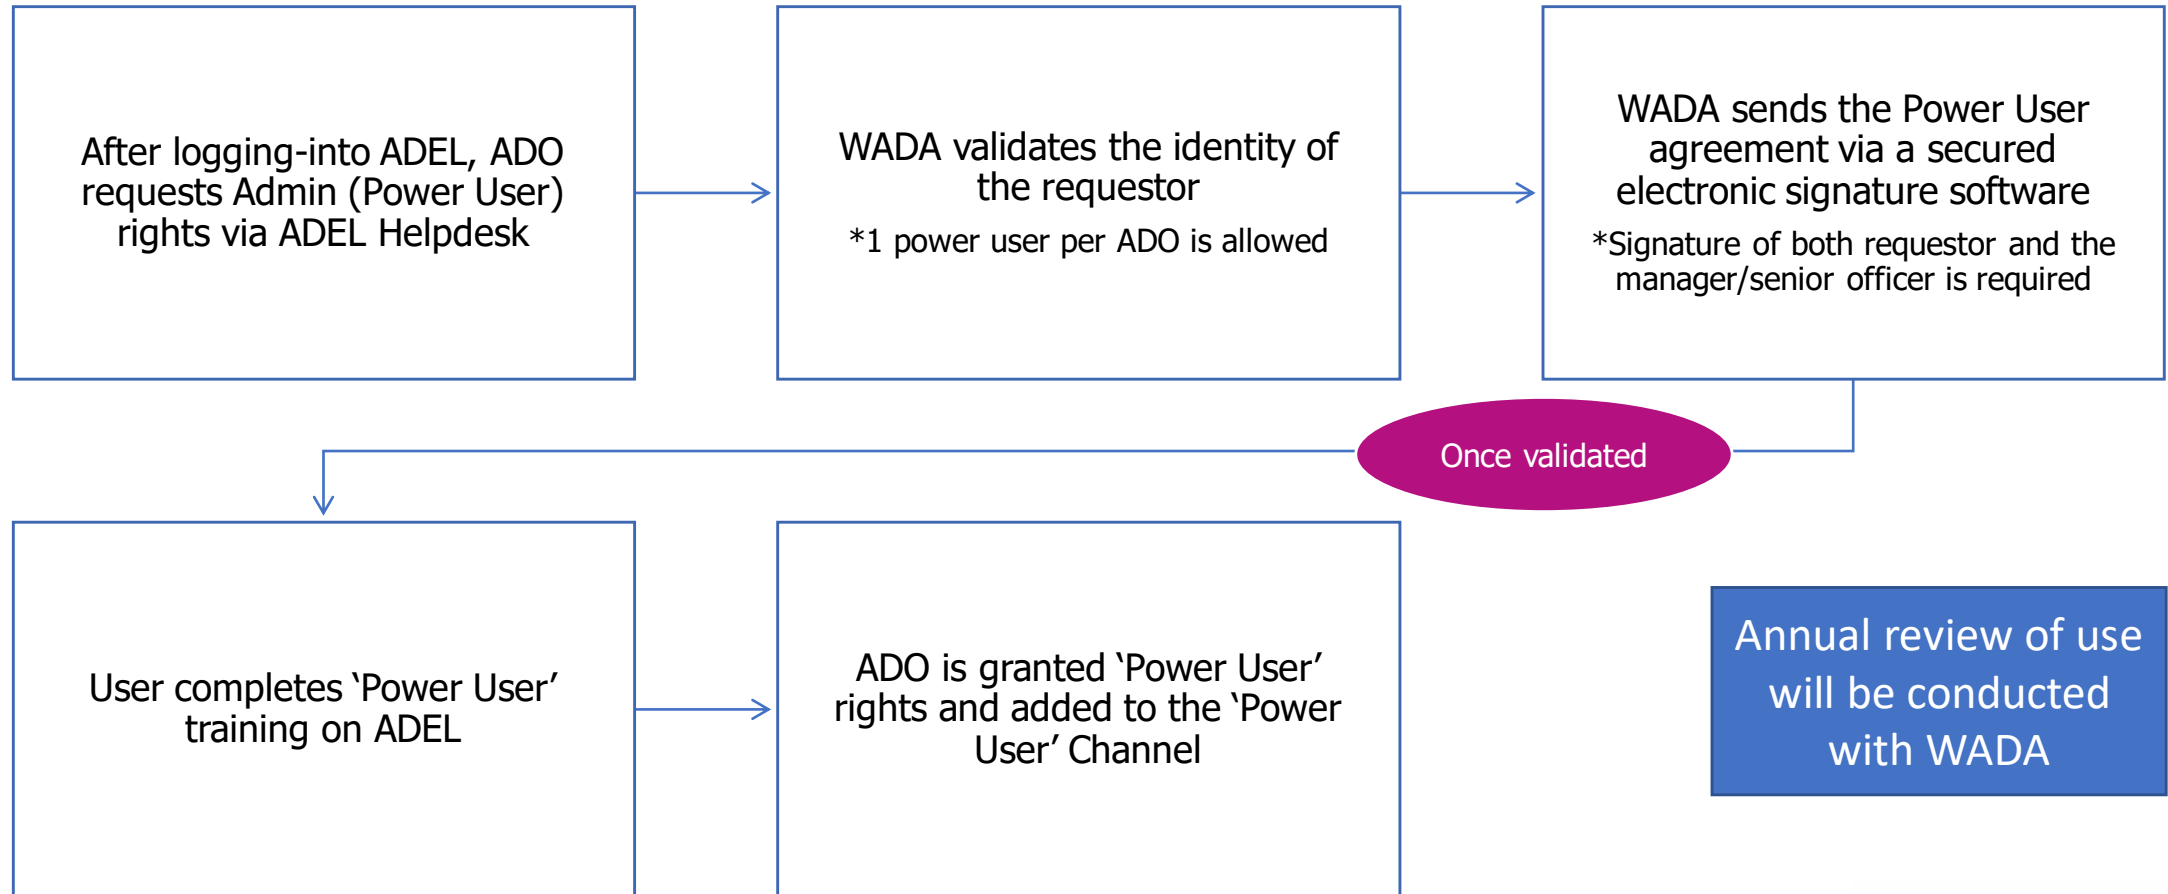 After logging-into ADEL, ADO
requests Admin (Power User)
rights via ADEL Helpdesk
WADA validates the identity of
the requestor
*1 power user per ADO is allowed
WADA sends the Power User
agreement via a secured
electronic signature software
*Signature of both requestor and the
manager/senior officer is required
Once validated
User completes ‘Power User’
training on ADEL
ADO is granted ‘Power User’
rights and added to the ‘Power
User’ Channel
Annual review of use
will be conducted
with WADA